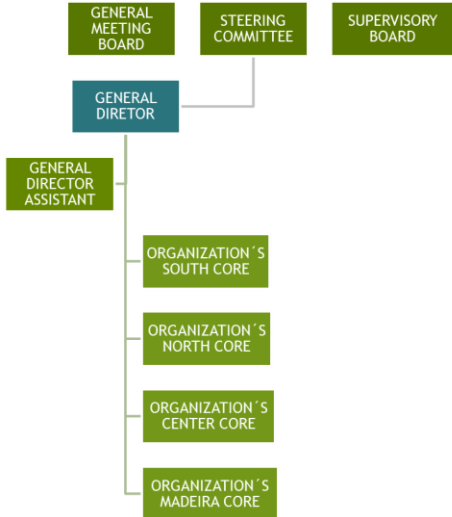 GENERAL
MEETING
BOARD
STEERING
COMMITTEE
SUPERVISORY
BOARD
GENERAL
DIRETOR
GENERAL
DIRECTOR
ASSISTANT
ORGANIZATION´S
SOUTH CORE
ORGANIZATION´S
NORTH CORE
ORGANIZATION´S
CENTER CORE
ORGANIZATION´S
MADEIRA CORE